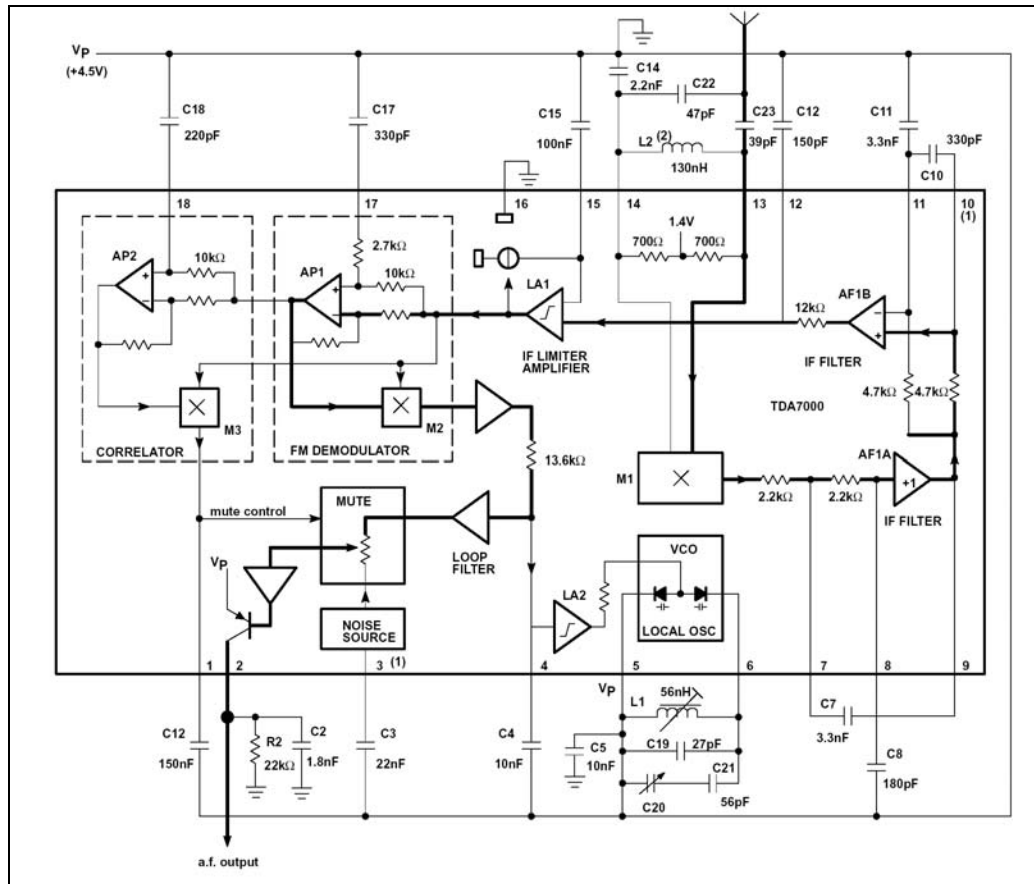 VP
(+4.5V)
C18
220pF
C17
330pF
C15
100nF
C14
2.2nF
C22
47pF
L2 (2)
130nH
C23
39pF
C12
150pF
C11
3.3nF
330pF
C10
18
17
16
15
14
13
12
11
10
(1)
AP2
+
−
10kΩ
2.7kΩ
AP1
+
−
10kΩ
LA1
IF LIMITER
AMPLIFIER
1.4V
700Ω
700Ω
12kΩ
AF1B
−
+
IF FILTER
4.7kΩ
4.7kΩ
TDA7000
M3
CORRELATOR
M2
FM DEMODULATOR
13.6kΩ
M1
2.2kΩ
2.2kΩ
AF1A
+1
IF FILTER
mute control
MUTE
LOOP
FILTER
VP
NOISE
SOURCE
LA2
VCO
LOCAL OSC
1
2
3
(1)
4
5
6
7
8
9
VP
L1
56nH
C12
150nF
R2
22kΩ
C2
1.8nF
C3
22nF
C4
10nF
C5
10nF
C19
27pF
C20
C21
56pF
C7
3.3nF
C8
180pF
a.f. output